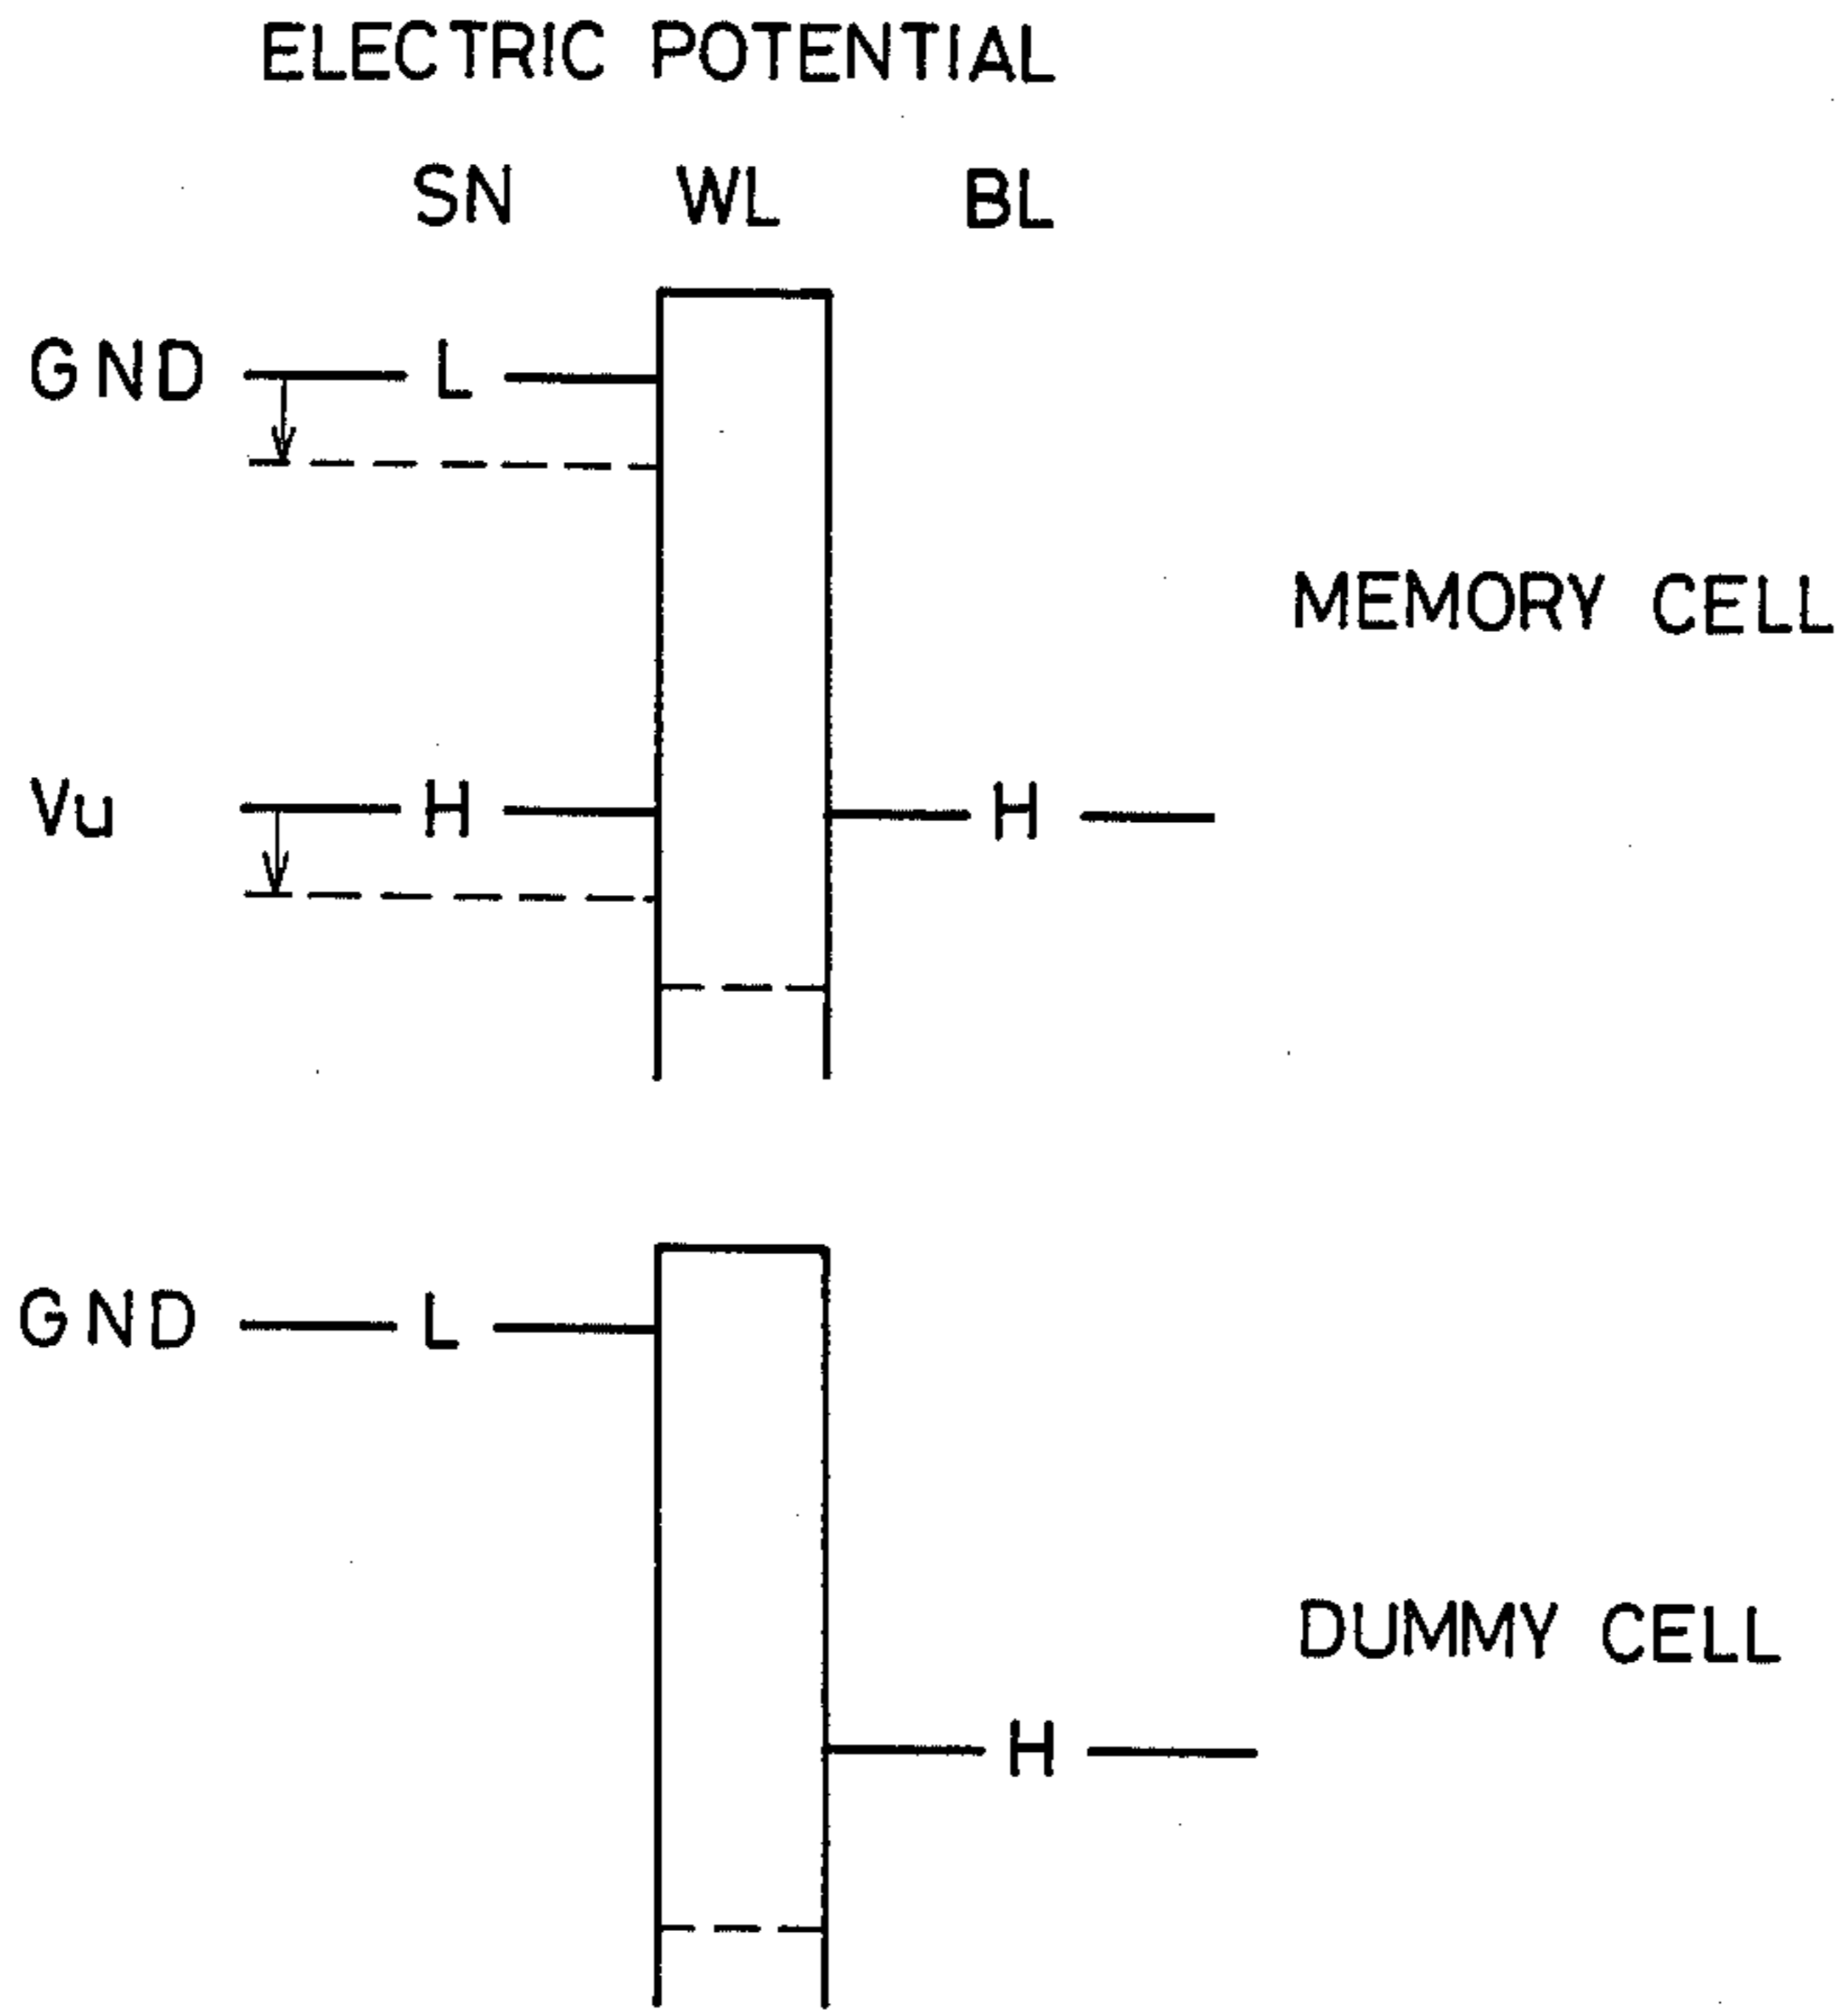 ELECTRIC POTENTIAL
SN WL BL
GND L
MEMORY CELL
Vu H H
GND L
DUMMY CELL
H